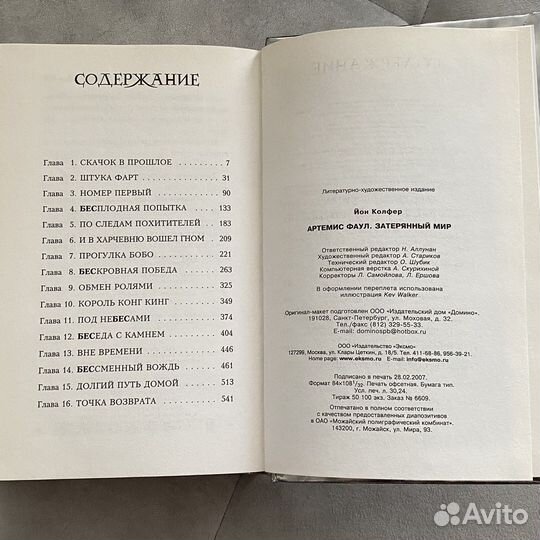 СОДЕРЖАНИЕ
Глава 1. СКАЧОК В ПРОШЛОЕ ......... 7
Глава 2. ШТУКА ФАРТ ......... 31
Глава 3. НОМЕР ПЕРВЫЙ ......... 90
Глава 4. БЕСПЛОДНАЯ ПОПЫТКА ......... 133
Глава 5. ПО СЛЕДАМ ПОХИТИТЕЛЕЙ ......... 183
Глава 6. И В ХАРЧЕВНЮ ВОШЕЛ ГНОМ ......... 209
Глава 7. ПРОГУЛКА БОБО ......... 221
Глава 8. БЕСКРОВНАЯ ПОБЕДА ......... 263
Глава 9. ОБМЕН РОЛЯМИ ......... 325
Глава 10. КОРОЛЬ КОНГ КИНГ ......... 349
Глава 11. ПОД НЕБЕСАМИ ......... 374
Глава 12. БЕСЕДА С КАМНЕМ ......... 404
Глава 13. ВНЕ ВРЕМЕНИ ......... 447
Глава 14. БЕССМЕННЫЙ ВОЖДЬ ......... 461
Глава 15. ДОЛГИЙ ПУТЬ ДОМОЙ ......... 513
Глава 16. ТОЧКА ВОЗВРАТА ......... 541
Литературно-художественное издание
Йон Колфер
АРТЕМИС ФАУЛ. ЗАТЕРЯННЫЙ МИР
Ответственный редактор Н. Аллунан
Художественный редактор А. Стариков
Технический редактор О. Шубик
Компьютерная верстка А. Скурихиной
Корректоры Л. Самойлова, Л. Ершова
В оформлении переплета использована
иллюстрация Kev Walker.
Оригинал-макет подготовлен ООО «Издательский дом «Домино».
191028, Санкт-Петербург, ул. Моховая, д. 32.
Тел./факс (812) 329-55-33.
E-mail: dominospb@hotbox.ru
ООО «Издательство «Эксмо»
127299, Москва, ул. Клары Цеткин, д. 18/5. Тел. 411-68-86, 956-39-21.
Home page: www.eksmo.ru E-mail: info@eksmo.ru
Подписано в печать 28.02.2007.
Формат 84×108 1/32. Печать офсетная. Бумага тип.
Усл. печ. л. 30,24.
Тираж 50 100 экз. Заказ № 6609.
Отпечатано в полном соответствии
с качеством предоставленных диапозитивов
в ОАО «Можайский полиграфический комбинат».
143200, г. Можайск, ул. Мира, 93.
Avito